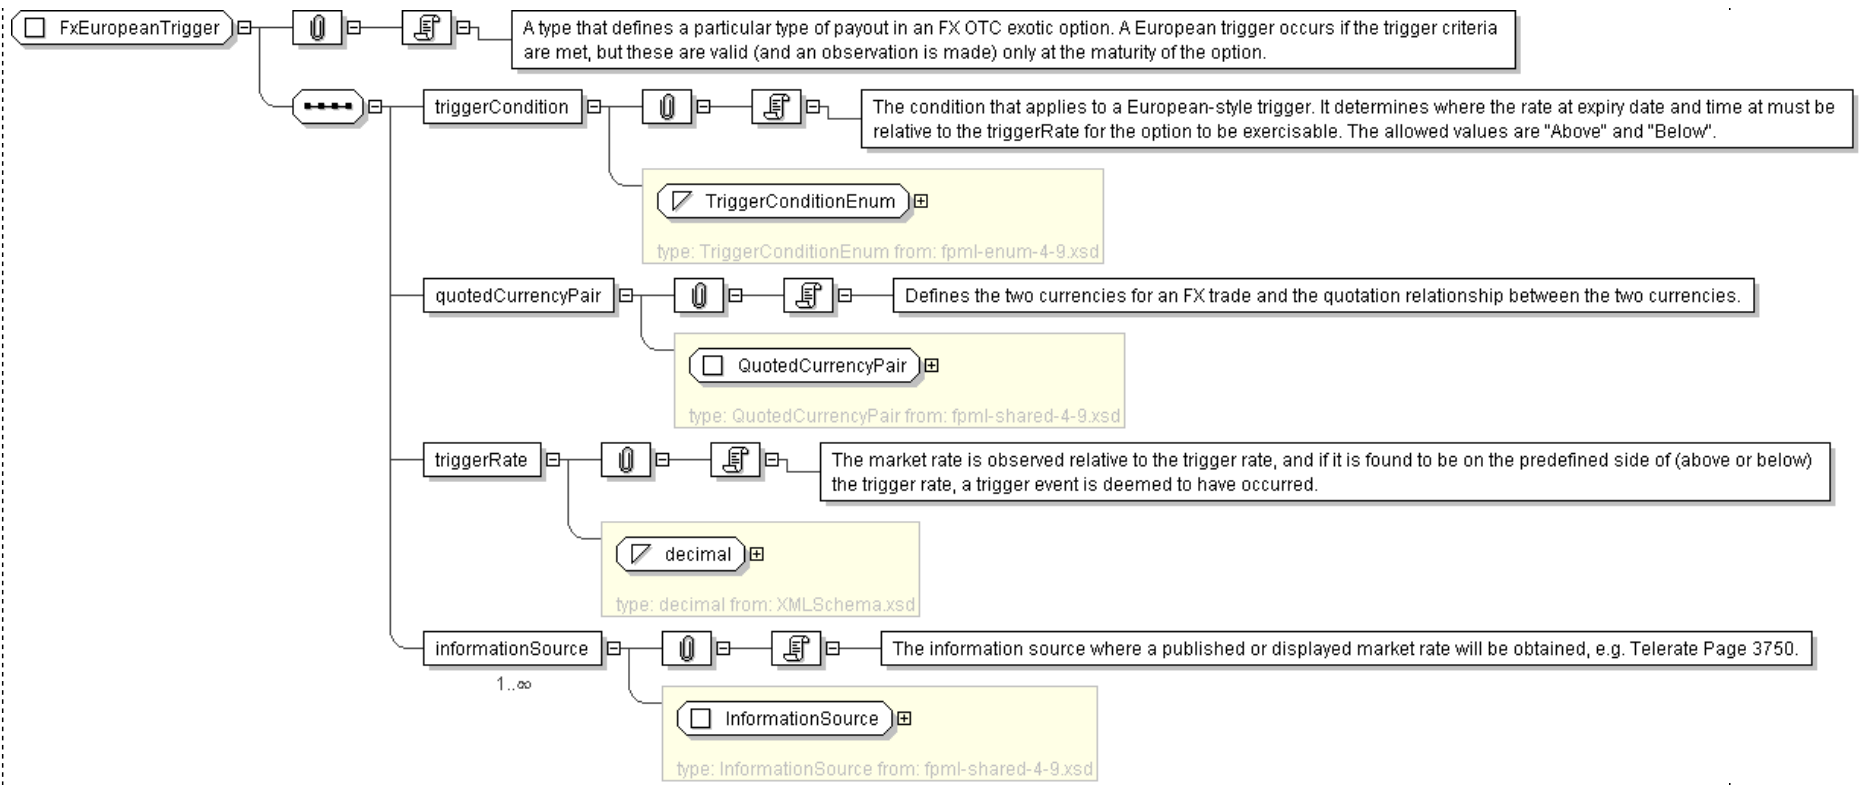 FxEuropeanTrigger
A type that defines a particular type of payout in an FX OTC exotic option. A European trigger occurs if the trigger criteria
are met, but these are valid (and an observation is made) only at the maturity of the option.
triggerCondition
The condition that applies to a European-style trigger. It determines where the rate at expiry date and time at must be
relative to the triggerRate for the option to be exercisable. The allowed values are "Above" and "Below".
TriggerConditionEnum
type: TriggerConditionEnum from: fpml-enum-4-9.xsd
quotedCurrencyPair
Defines the two currencies for an FX trade and the quotation relationship between the two currencies.
QuotedCurrencyPair
type: QuotedCurrencyPair from: fpml-shared-4-9.xsd
triggerRate
The market rate is observed relative to the trigger rate, and if it is found to be on the predefined side of (above or below)
the trigger rate, a trigger event is deemed to have occurred.
decimal
type: decimal from: XMLSchema.xsd
informationSource
The information source where a published or displayed market rate will be obtained, e.g. Telerate Page 3750.
1..∞
InformationSource
type: InformationSource from: fpml-shared-4-9.xsd